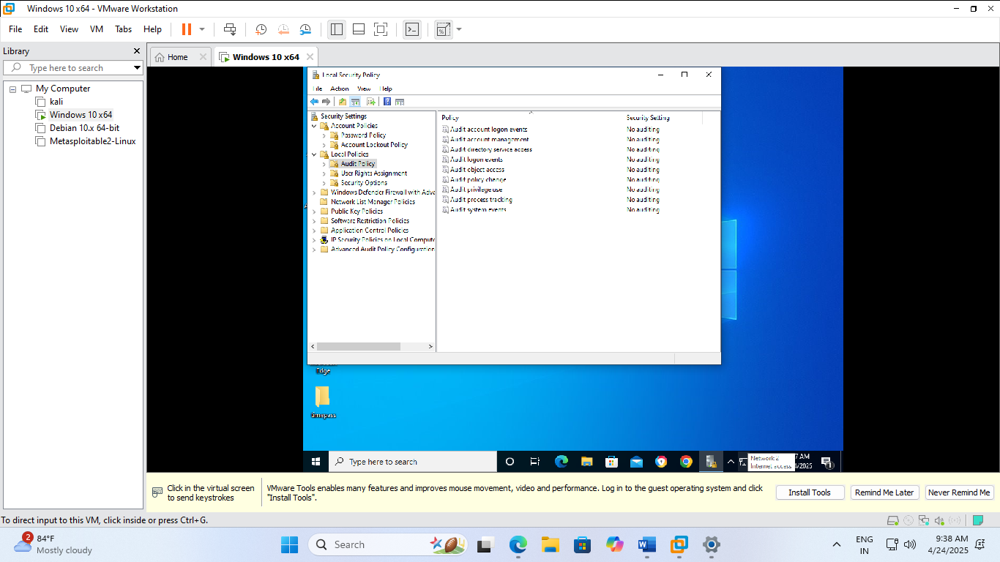 Windows 10 x64 - VMware Workstation
File Edit View VM Tabs Help
Library
Type here to search
My Computer
kali
Windows 10 x64
Debian 10.x 64-bit
Metasploitable2-Linux
Home
Windows 10 x64
Local Security Policy
File Action View Help
Security Settings
Account Policies
Password Policy
Account Lockout Policy
Local Policies
Audit Policy
User Rights Assignment
Security Options
Windows Defender Firewall with Adva
Network List Manager Policies
Public Key Policies
Software Restriction Policies
Application Control Policies
IP Security Policies on Local Compute
Advanced Audit Policy Configuration
Policy Security Setting
Audit account logon events No auditing
Audit account management No auditing
Audit directory service access No auditing
Audit logon events No auditing
Audit object access No auditing
Audit policy change No auditing
Audit privilege use No auditing
Audit process tracking No auditing
Audit system events No auditing
Edge
timepass
Type here to search
Network 2
Internet access
7 AM
4/2025
1
Click in the virtual screen
to send keystrokes
VMware Tools enables many features and improves mouse movement, video and performance. Log in to the guest operating system and click
"Install Tools".
Install Tools
Remind Me Later
Never Remind Me
To direct input to this VM, click inside or press Ctrl+G.
2
84°F
Mostly cloudy
Search
ENG
IN
9:38 AM
4/24/2025